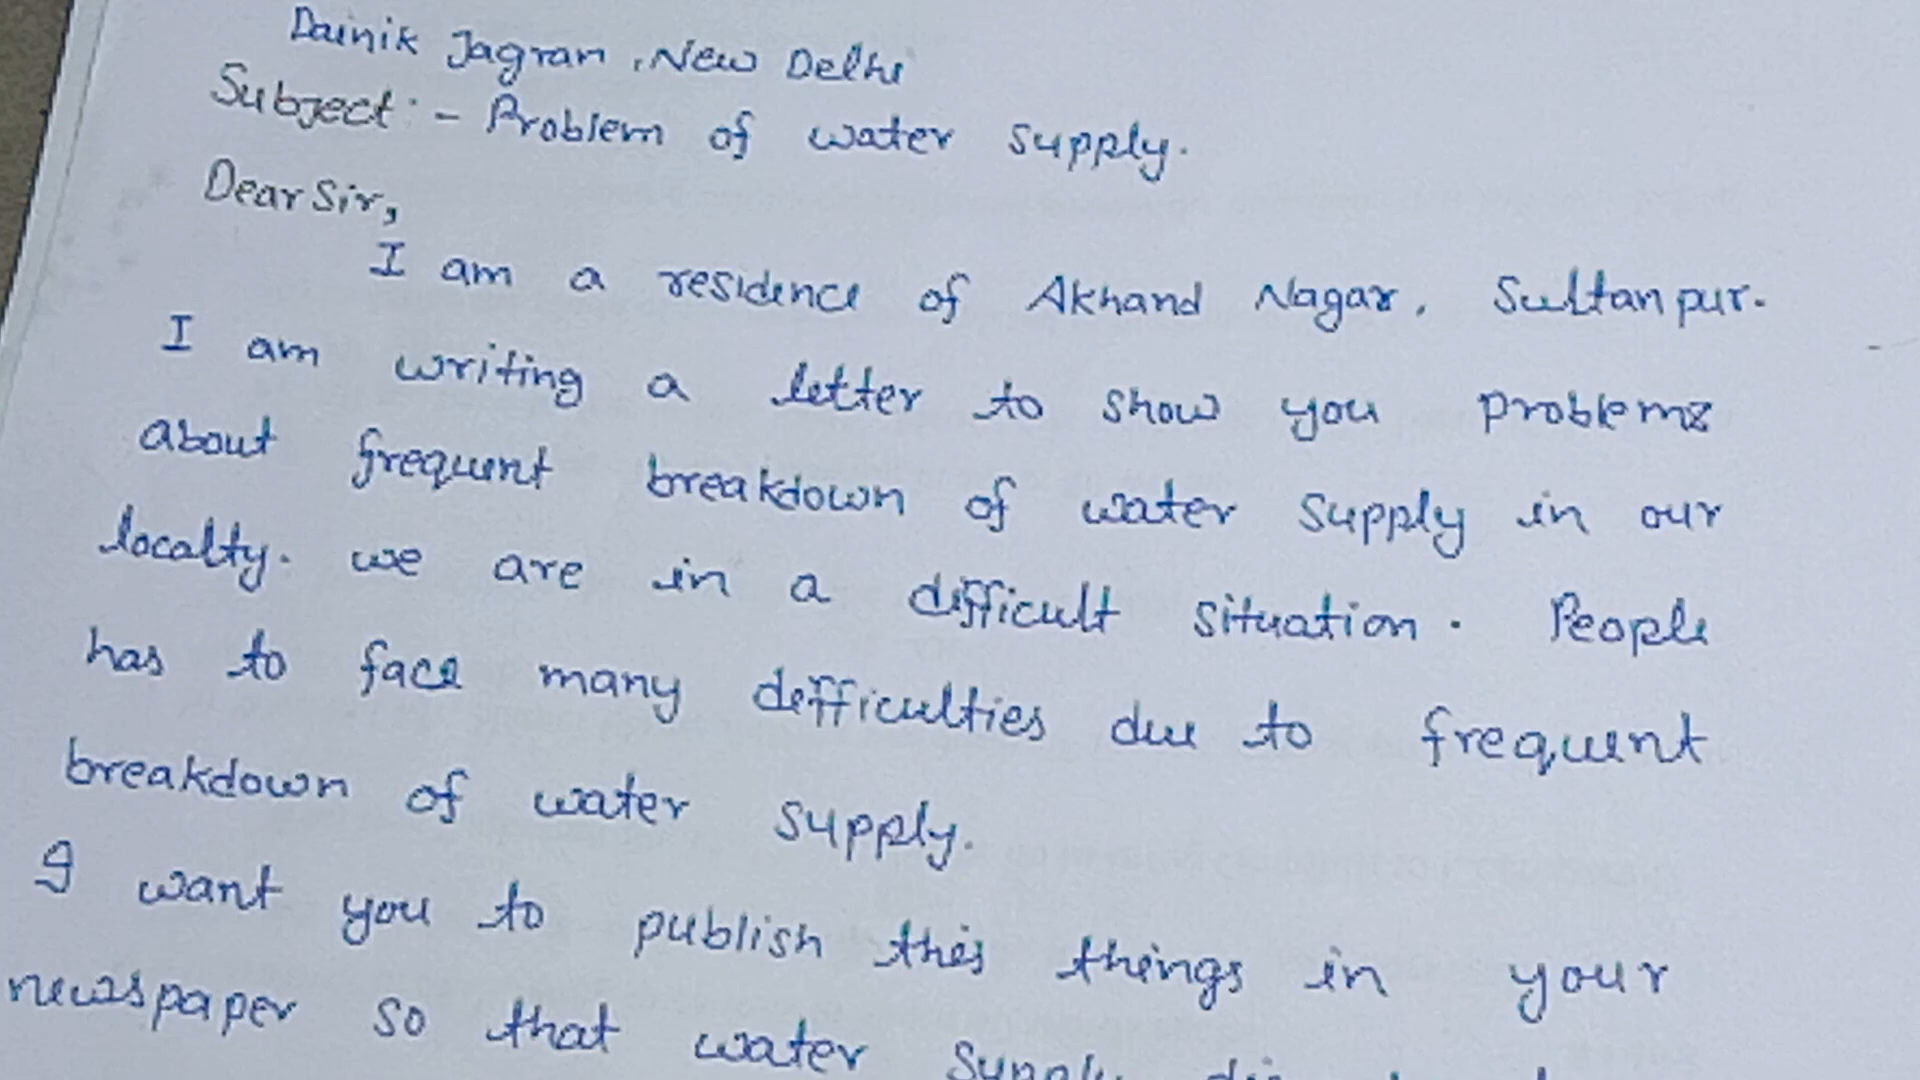 Dainik Jagran, New Delhi
Subject:- Problem of water supply.
Dear Sir,
I am a residence of Akhand Nagar, Sultanpur.
I am writing a letter to show you problems
about frequent breakdown of water supply in our
localty. we are in a difficult situation. People
has to face many defficulties due to frequent
breakdown of water supply.
I want you to publish this things in your
newspaper so that water supply